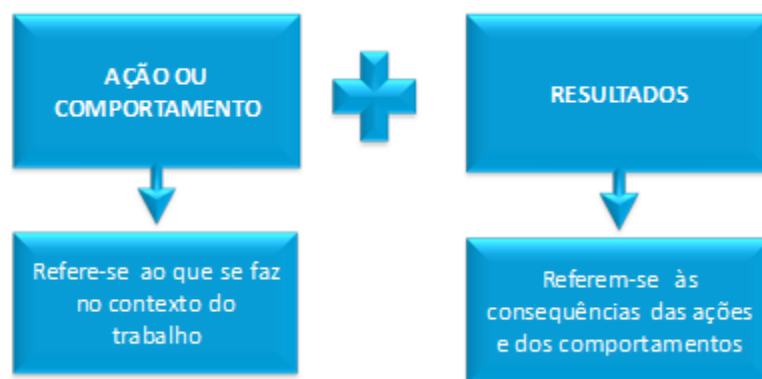 AÇÃO OU
COMPORTAMENTO
RESULTADOS
Refere-se ao que se faz
no contexto do
trabalho
Referem-se às
consequências das ações
e dos comportamentos